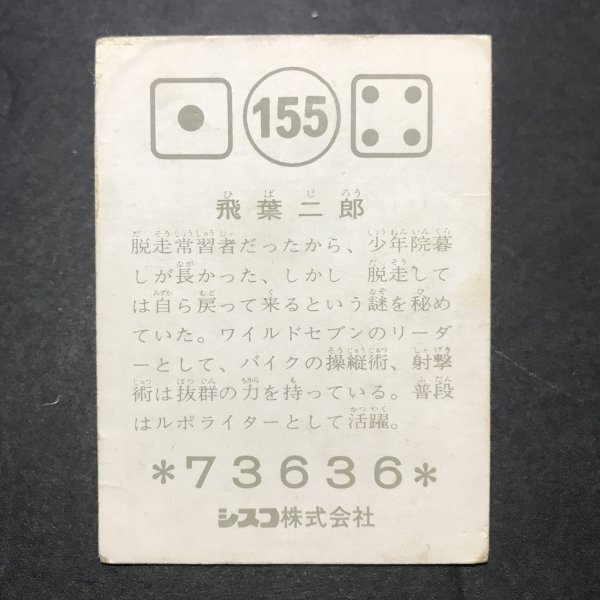 155
飛葉二郎
脱走常習者だったから、少年院暮
しが長かった、しかし 脱走して
は自ら戻って来るという謎を秘め
ていた。ワイルドセブンのリーダ
ーとして、バイクの操縦術、射撃
術は抜群の力を持っている。普段
はルポライターとして活躍。
*73636*
シスコ株式会社